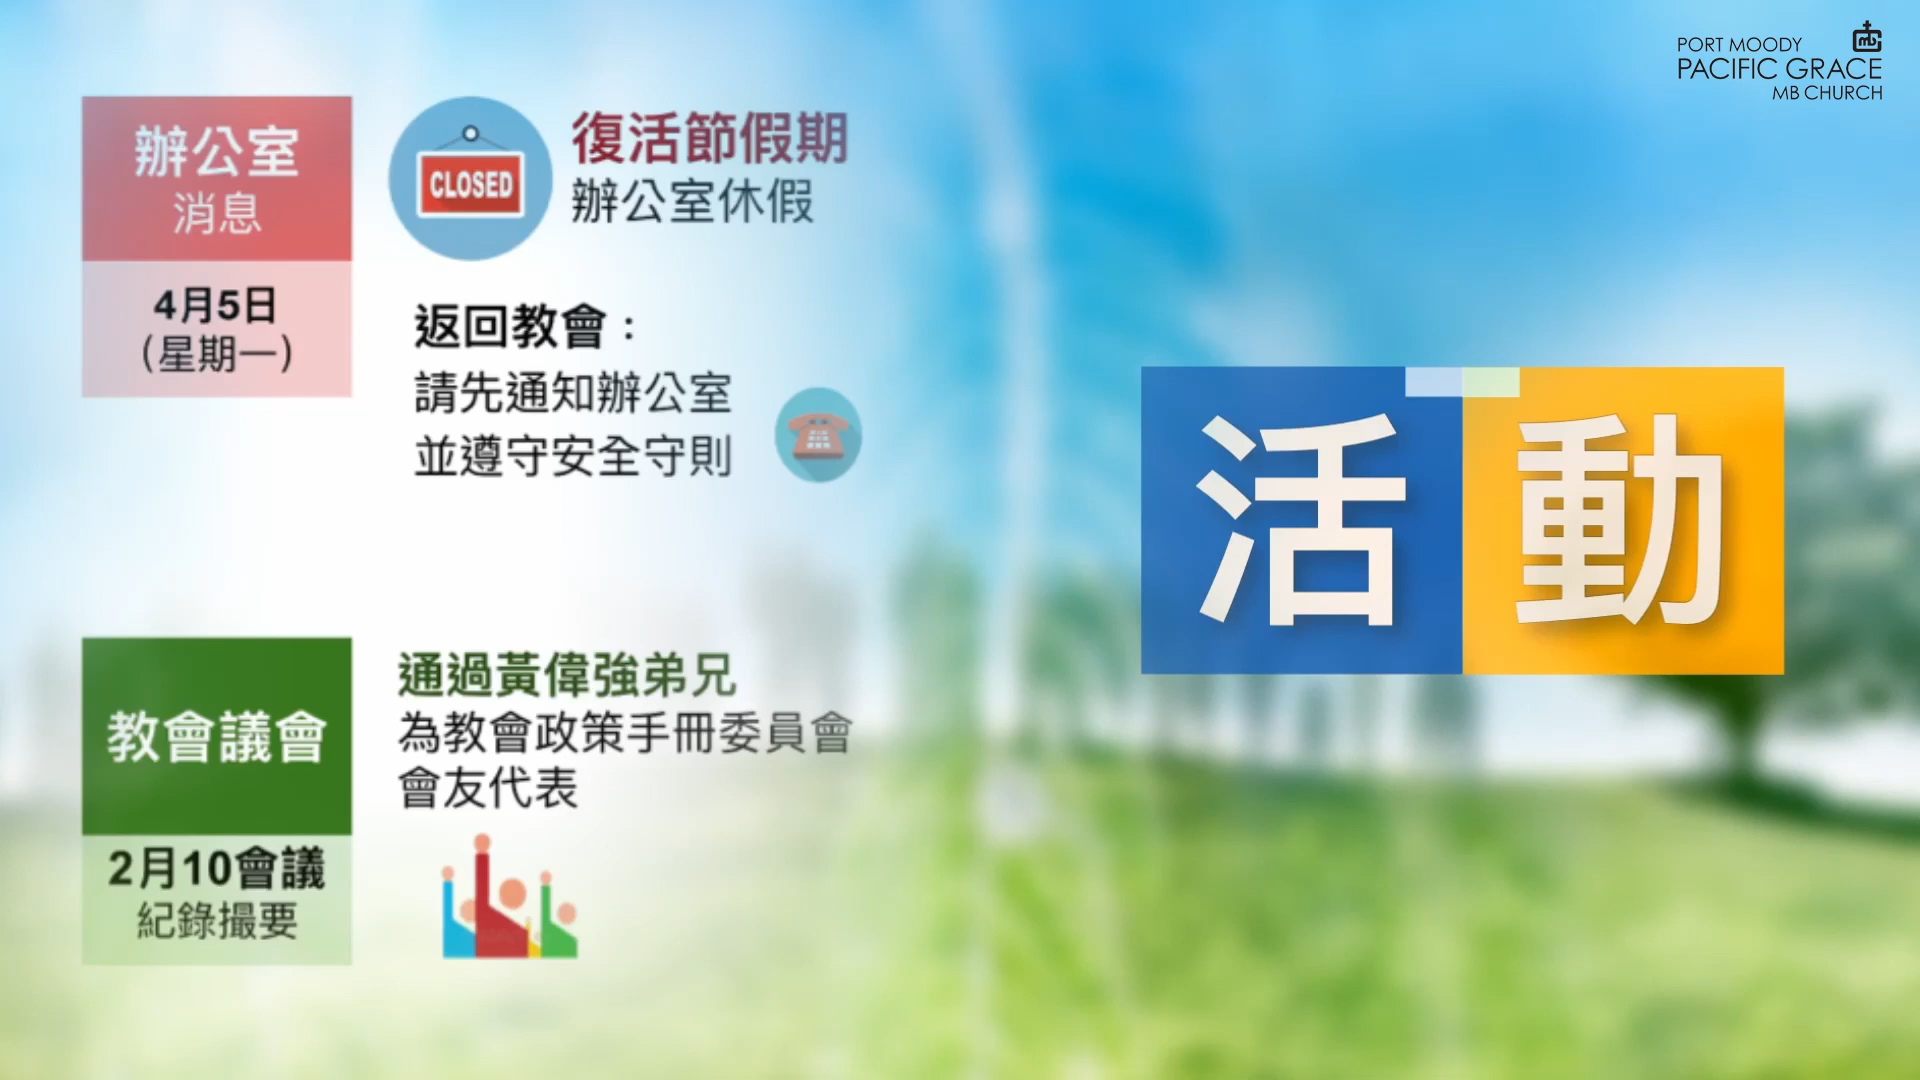 PORT MOODY
PACIFIC GRACE
MB CHURCH
辦公室
消息
4月5日
(星期一)
CLOSED
復活節假期
辦公室休假
返回教會：
請先通知辦公室
並遵守安全守則
活動
教會議會
2月10會議
紀錄撮要
通過黃偉強弟兄
為教會政策手冊委員會
會友代表